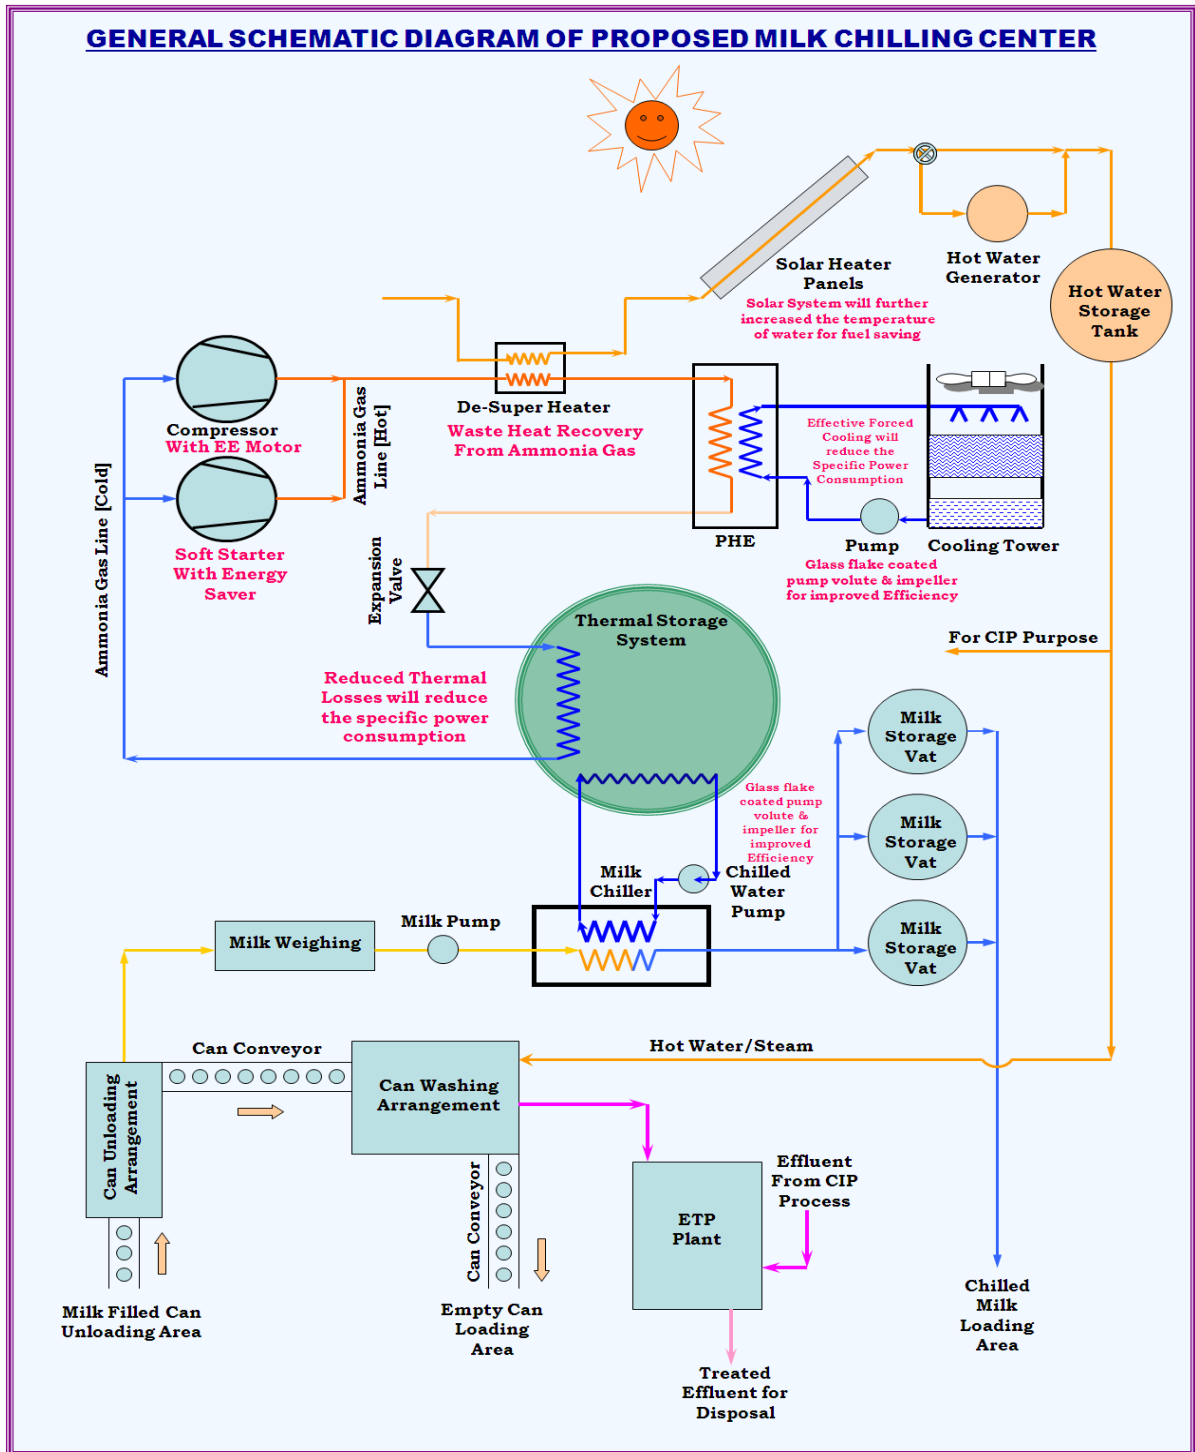 GENERAL SCHEMATIC DIAGRAM OF PROPOSED MILK CHILLING CENTER
Solar Heater
Panels
Solar System will further
increased the temperature
of water for fuel saving
Hot Water
Generator
Hot Water
Storage
Tank
Compressor
With EE Motor
Ammonia Gas
Line [Hot]
De-Super Heater
Waste Heat Recovery
From Ammonia Gas
Effective Forced
Cooling will
reduce the
Specific Power
Consumption
Ammonia Gas Line [Cold]
Soft Starter
With Energy
Saver
Expansion
Valve
PHE
Pump
Cooling Tower
Glass flake coated
pump volute & impeller
for improved Efficiency
Thermal Storage
System
For CIP Purpose
Reduced Thermal
Losses will reduce
the specific power
consumption
Milk
Storage
Vat
Glass flake
coated pump
volute &
impeller for
improved
Efficiency
Milk
Storage
Vat
Milk
Chiller
Chilled
Water
Pump
Milk Weighing
Milk Pump
Milk
Storage
Vat
Can Conveyor
Hot Water/Steam
Can Unloading
Arrangement
Can Washing
Arrangement
Can Conveyor
Effluent
From CIP
Process
ETP
Plant
Milk Filled Can
Unloading Area
Empty Can
Loading
Area
Chilled
Milk
Loading
Area
Treated
Effluent for
Disposal